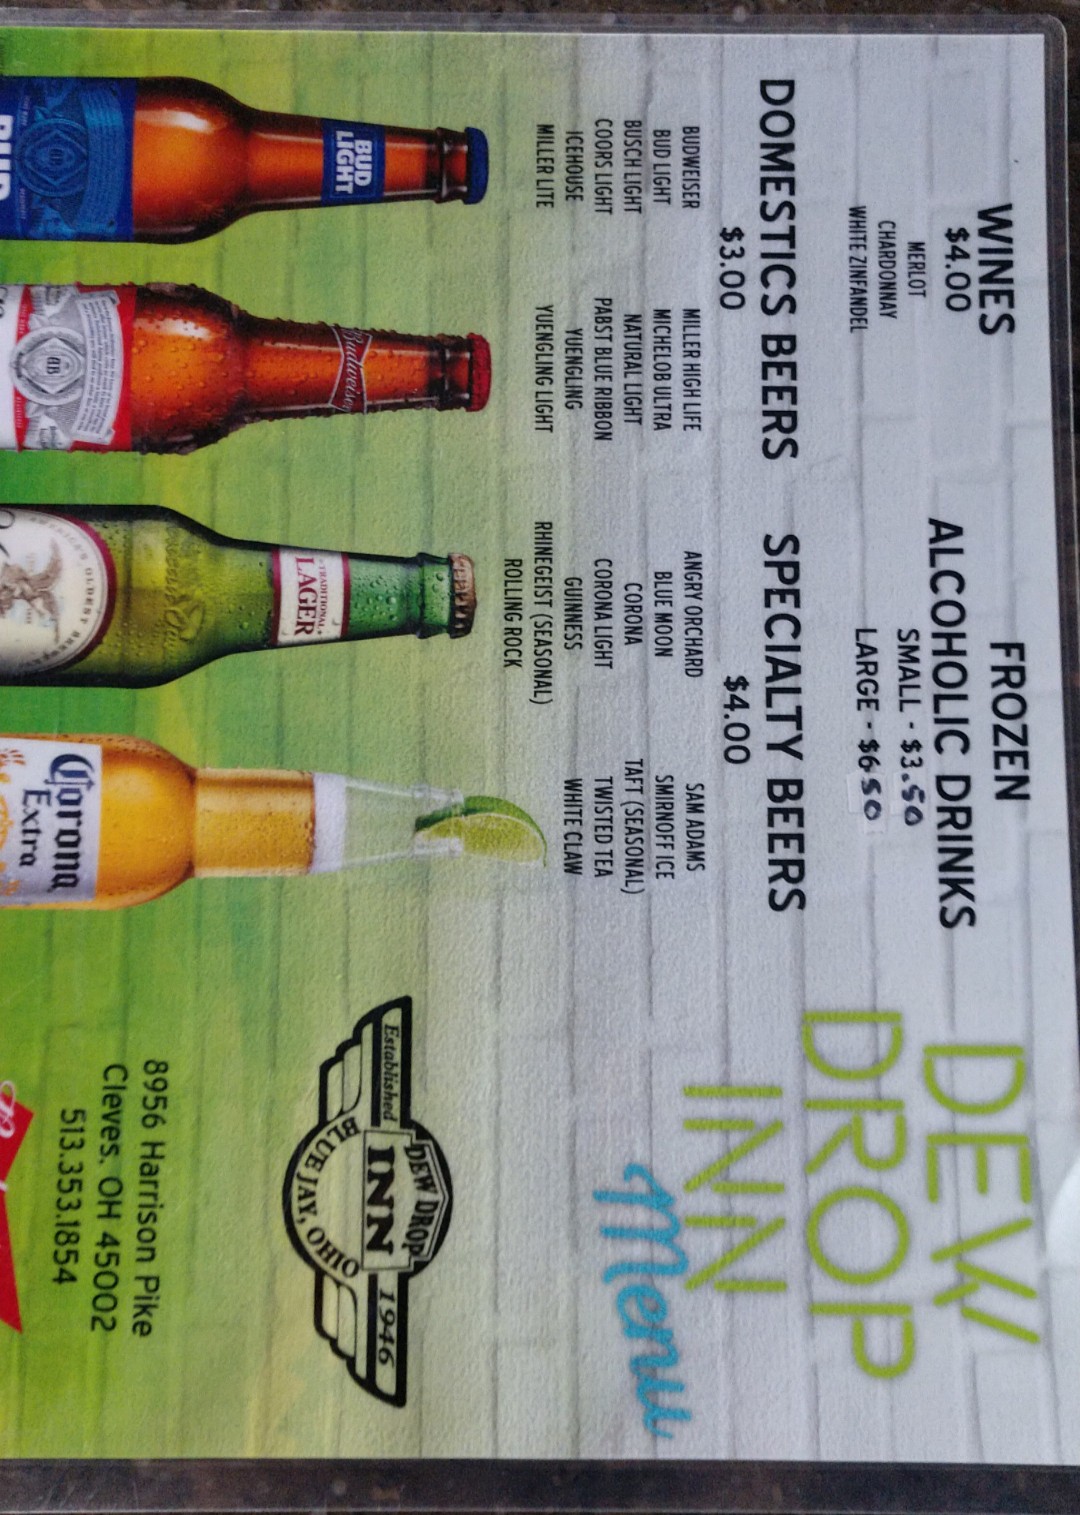 WINES
$4.00
MERLOT
CHARDONNAY
WHITE ZINFANDEL
FROZEN
ALCOHOLIC DRINKS
SMALL - $3.50
LARGE - $6.50
DOMESTICS BEERS
$3.00
BUDWEISER
BUD LIGHT
BUSCH LIGHT
COORS LIGHT
ICEHOUSE
MILLER LITE
MILLER HIGH LIFE
MICHELOB ULTRA
NATURAL LIGHT
PABST BLUE RIBBON
YUENGLING
YUENGLING LIGHT
SPECIALTY BEERS
$4.00
ANGRY ORCHARD
BLUE MOON
CORONA
CORONA LIGHT
GUINNESS
RHINEGEIST (SEASONAL)
ROLLING ROCK
SAM ADAMS
SMIRNOFF ICE
TAFT (SEASONAL)
TWISTED TEA
WHITE CLAW
DEW
DROP
INN
Menu
Established 1946
DEW DROP
INN
BLUE JAY, OHIO
8956 Harrison Pike
Cleves, OH 45002
513.353.1854
BUD
LIGHT
BUD
Budweiser
TRADITIONAL
LAGER
AMERICA'S OLDEST
Corona
Extra